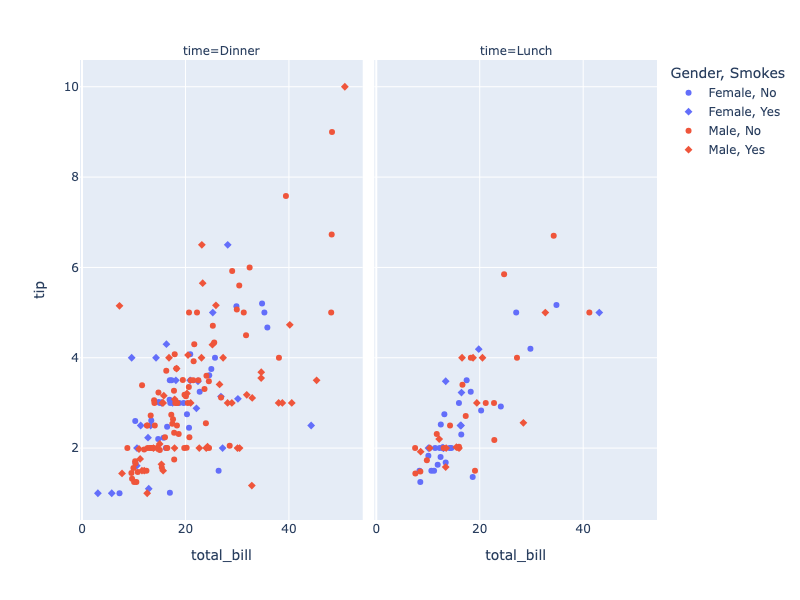 time=Dinner
time=Lunch
Gender, Smokes
Female, No
Female, Yes
Male, No
Male, Yes
10
8
6
4
2
tip
0
20
40
0
20
40
total_bill
total_bill